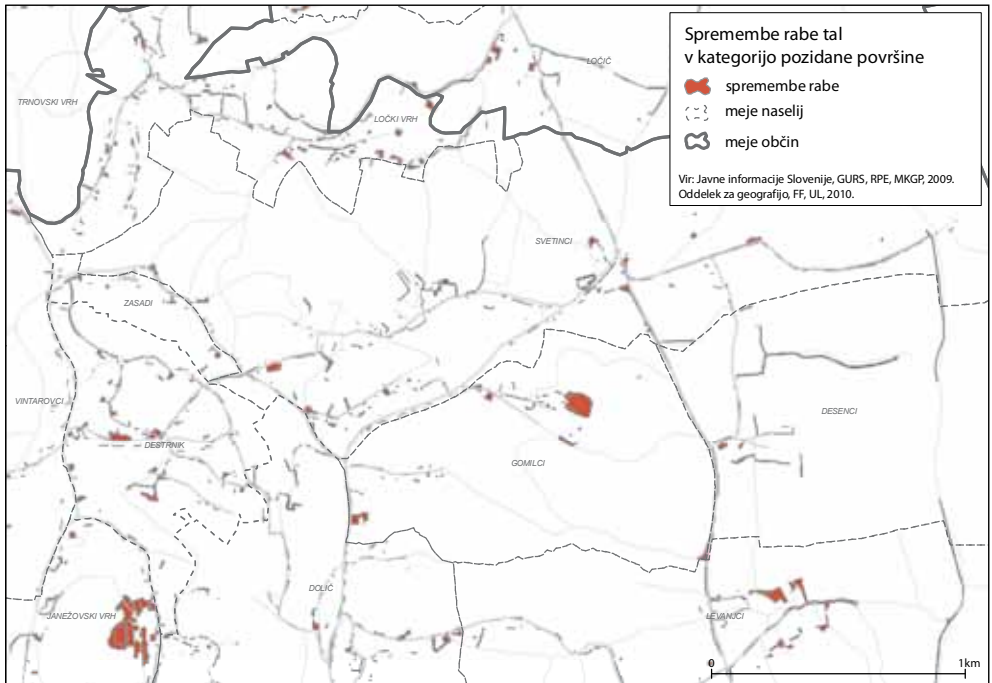 Spremembe rabe tal
v kategorijo pozidane površine
spremembe rabe
meje naselij
meje občin
Vir: Javne informacije Slovenije, GURS, RPE, MKGP, 2009.
Oddelek za geografijo, FF, UL, 2010.
LOČIČ
TRNOVSKI VRH
LOČKI VRH
SVETINCI
ZASADI
VINTAROVCI
DESENCI
DESTRNIK
GOMILCI
DOLIČ
JANEŽOVSKI VRH
LEVANJCI
0 1km